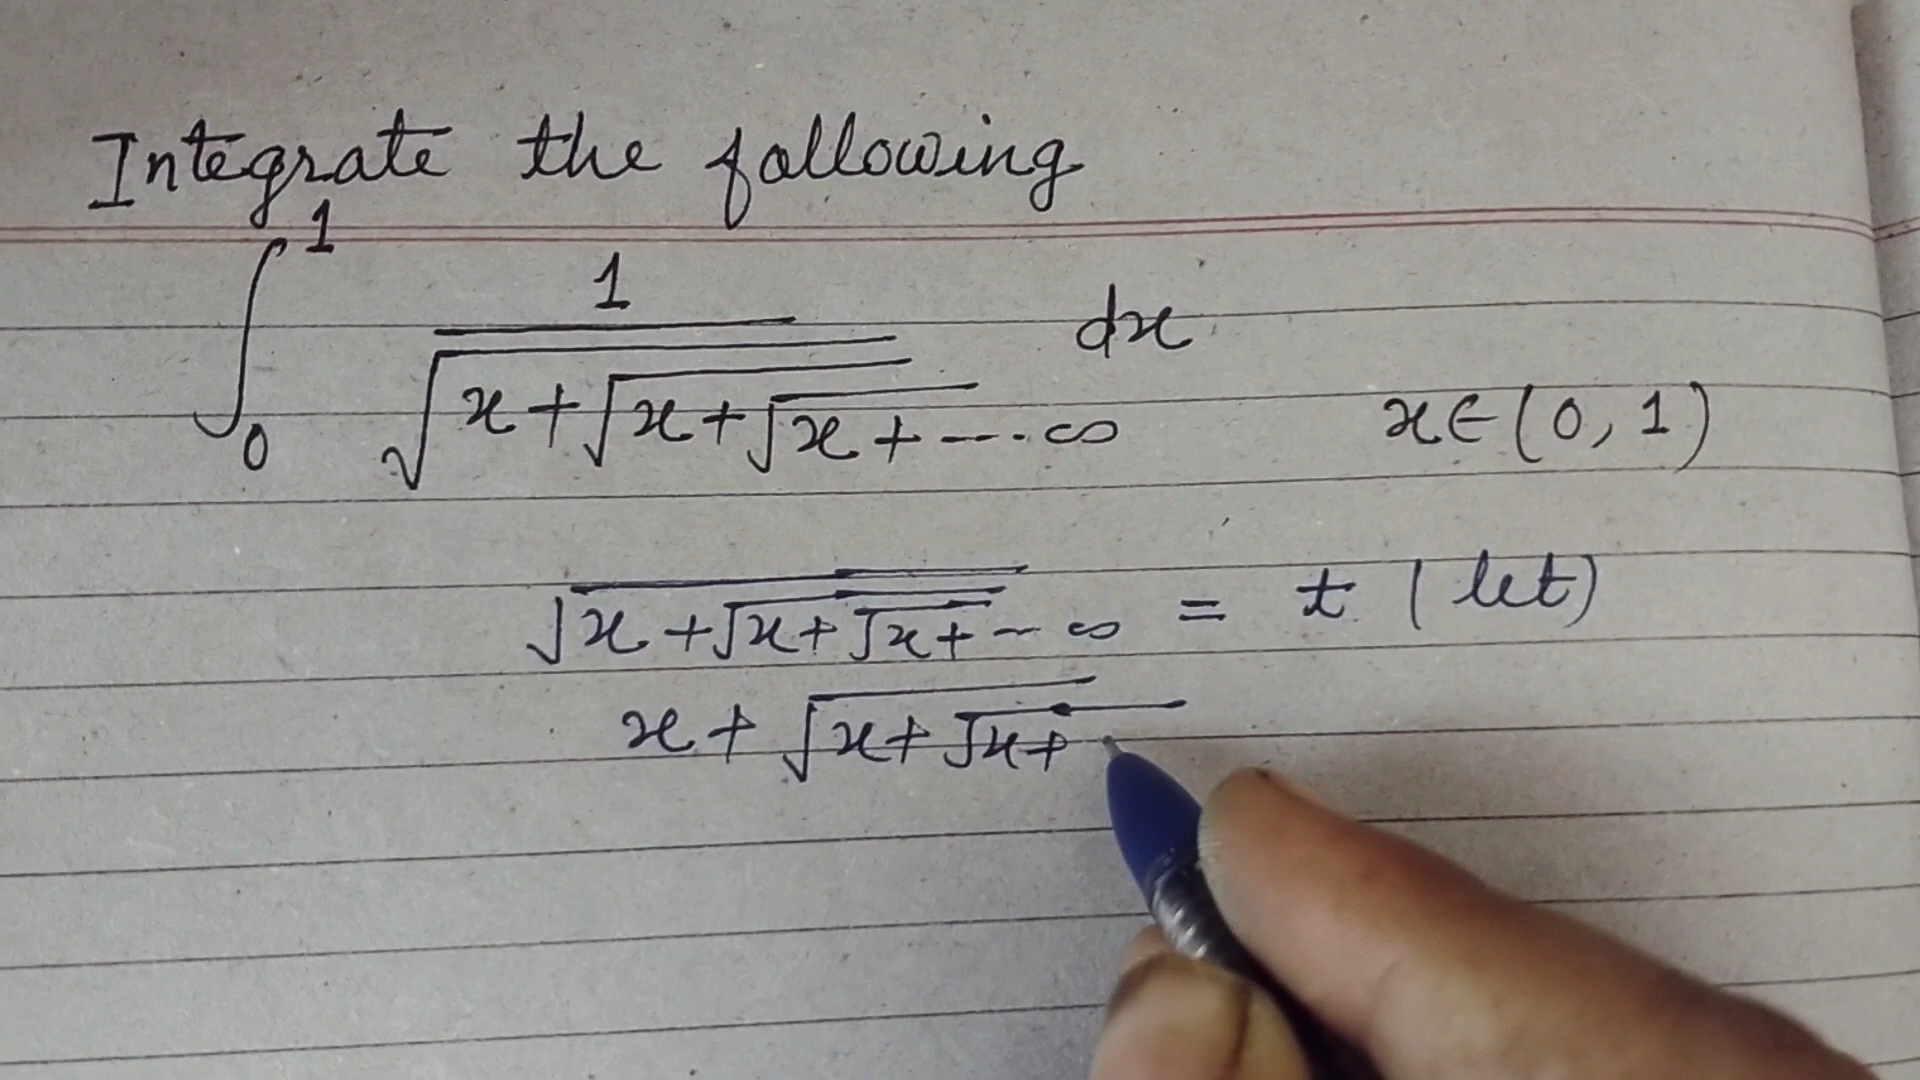 Integrate the following
∫₀¹ 1/√(x+√(x+√(x+---∞))) dx x∈(0,1)
√(x+√(x+√(x+-- ∞))) = t (let)
x+√(x+√(x+